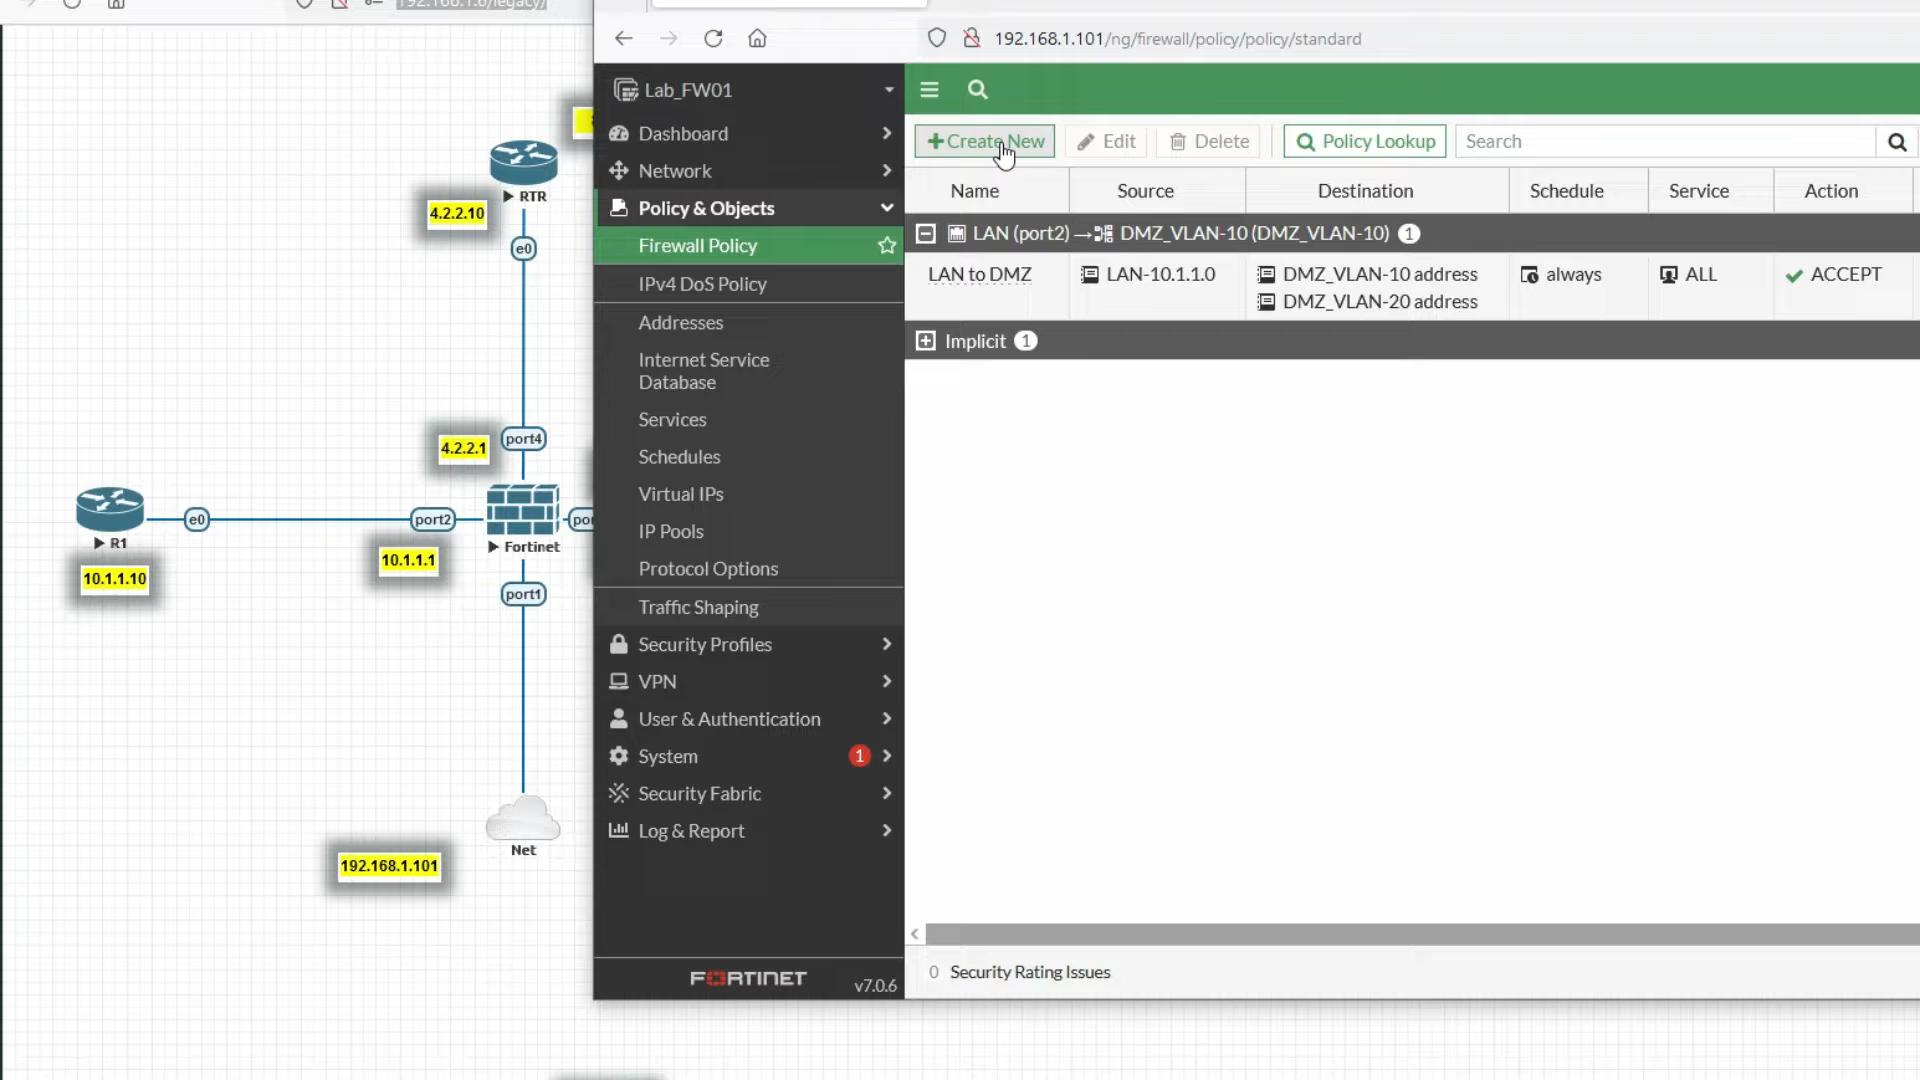 192.168.1.6/legacy/
RTR
4.2.2.10
e0
port4
4.2.2.1
R1
e0
port2
Fortinet
10.1.1.10
10.1.1.1
port1
Net
192.168.1.101
192.168.1.101/ng/firewall/policy/policy/standard
Lab_FW01
Dashboard
Network
Policy & Objects
Firewall Policy
IPv4 DoS Policy
Addresses
Internet Service
Database
Services
Schedules
Virtual IPs
IP Pools
Protocol Options
Traffic Shaping
Security Profiles
VPN
User & Authentication
System 1
Security Fabric
Log & Report
FORTINET v7.0.6
+Create New Edit Delete Policy Lookup Search
Name Source Destination Schedule Service Action
LAN (port2) → DMZ_VLAN-10 (DMZ_VLAN-10) 1
LAN to DMZ LAN-10.1.1.0 DMZ_VLAN-10 address always ALL ACCEPT
DMZ_VLAN-20 address
Implicit 1
0 Security Rating Issues